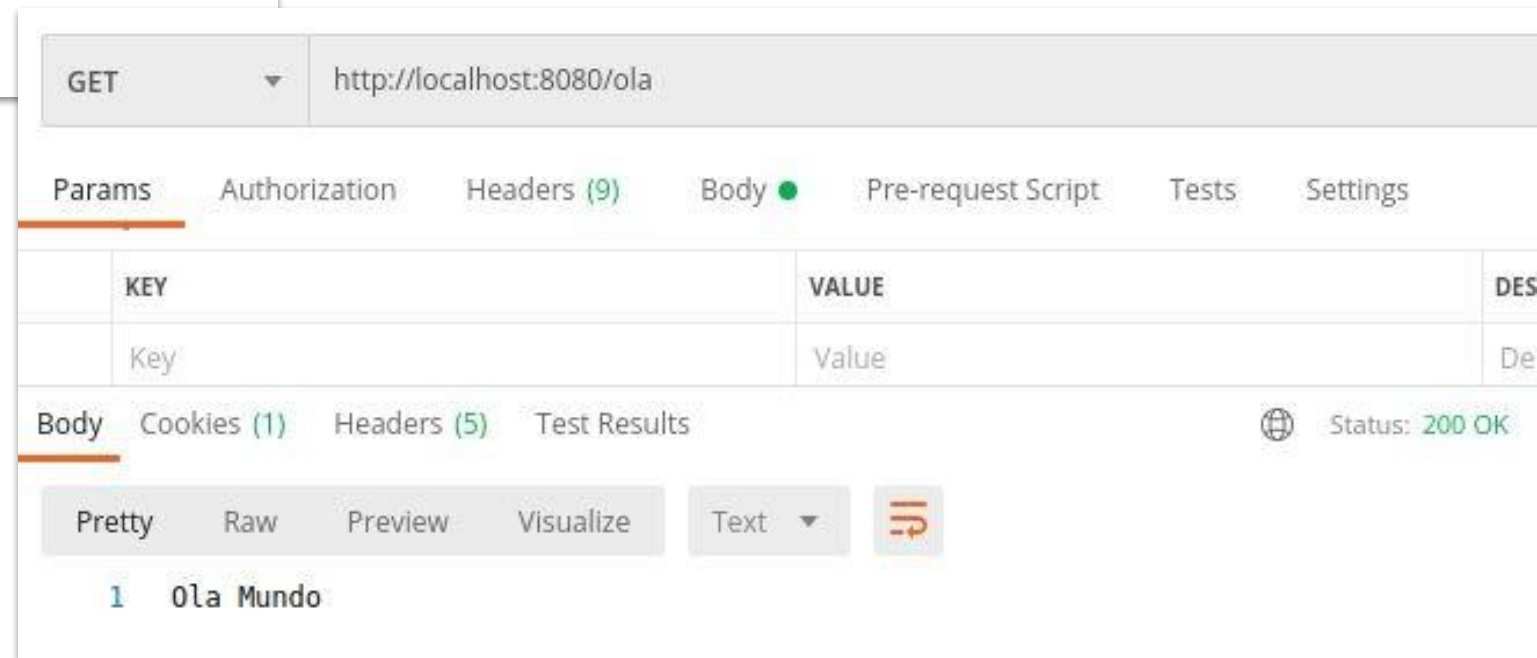 GET http://localhost:8080/ola
Params Authorization Headers (9) Body Pre-request Script Tests Settings
KEY VALUE DES
Key Value De
Body Cookies (1) Headers (5) Test Results Status: 200 OK
Pretty Raw Preview Visualize Text
1 Ola Mundo